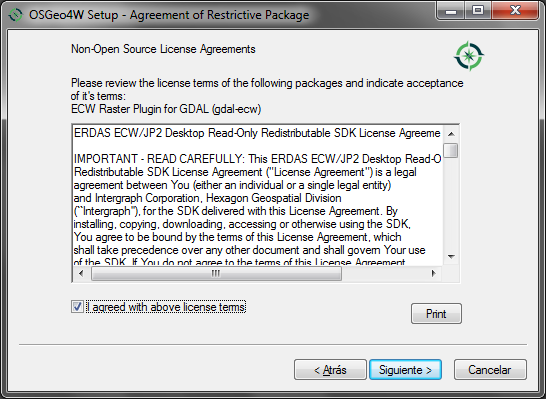 OSGeo4W Setup - Agreement of Restrictive Package
Non-Open Source License Agreements
Please review the license terms of the following packages and indicate acceptance
of it's terms:
ECW Raster Plugin for GDAL (gdal-ecw)
ERDAS ECW/JP2 Desktop Read-Only Redistributable SDK License Agreeme
IMPORTANT - READ CAREFULLY: This ERDAS ECW/JP2 Desktop Read-O
Redistributable SDK License Agreement ("License Agreement") is a legal
agreement between You (either an individual or a single legal entity)
and Intergraph Corporation, Hexagon Geospatial Division
(``Intergraph"), for the SDK delivered with this License Agreement. By
installing, copying, downloading, accessing or otherwise using the SDK,
You agree to be bound by the terms of this License Agreement, which
shall take precedence over any other document and shall govern Your use
of the SDK. If You do not agree to the terms of this License Agreement
I agreed with above license terms
Print
< Atrás
Siguiente >
Cancelar